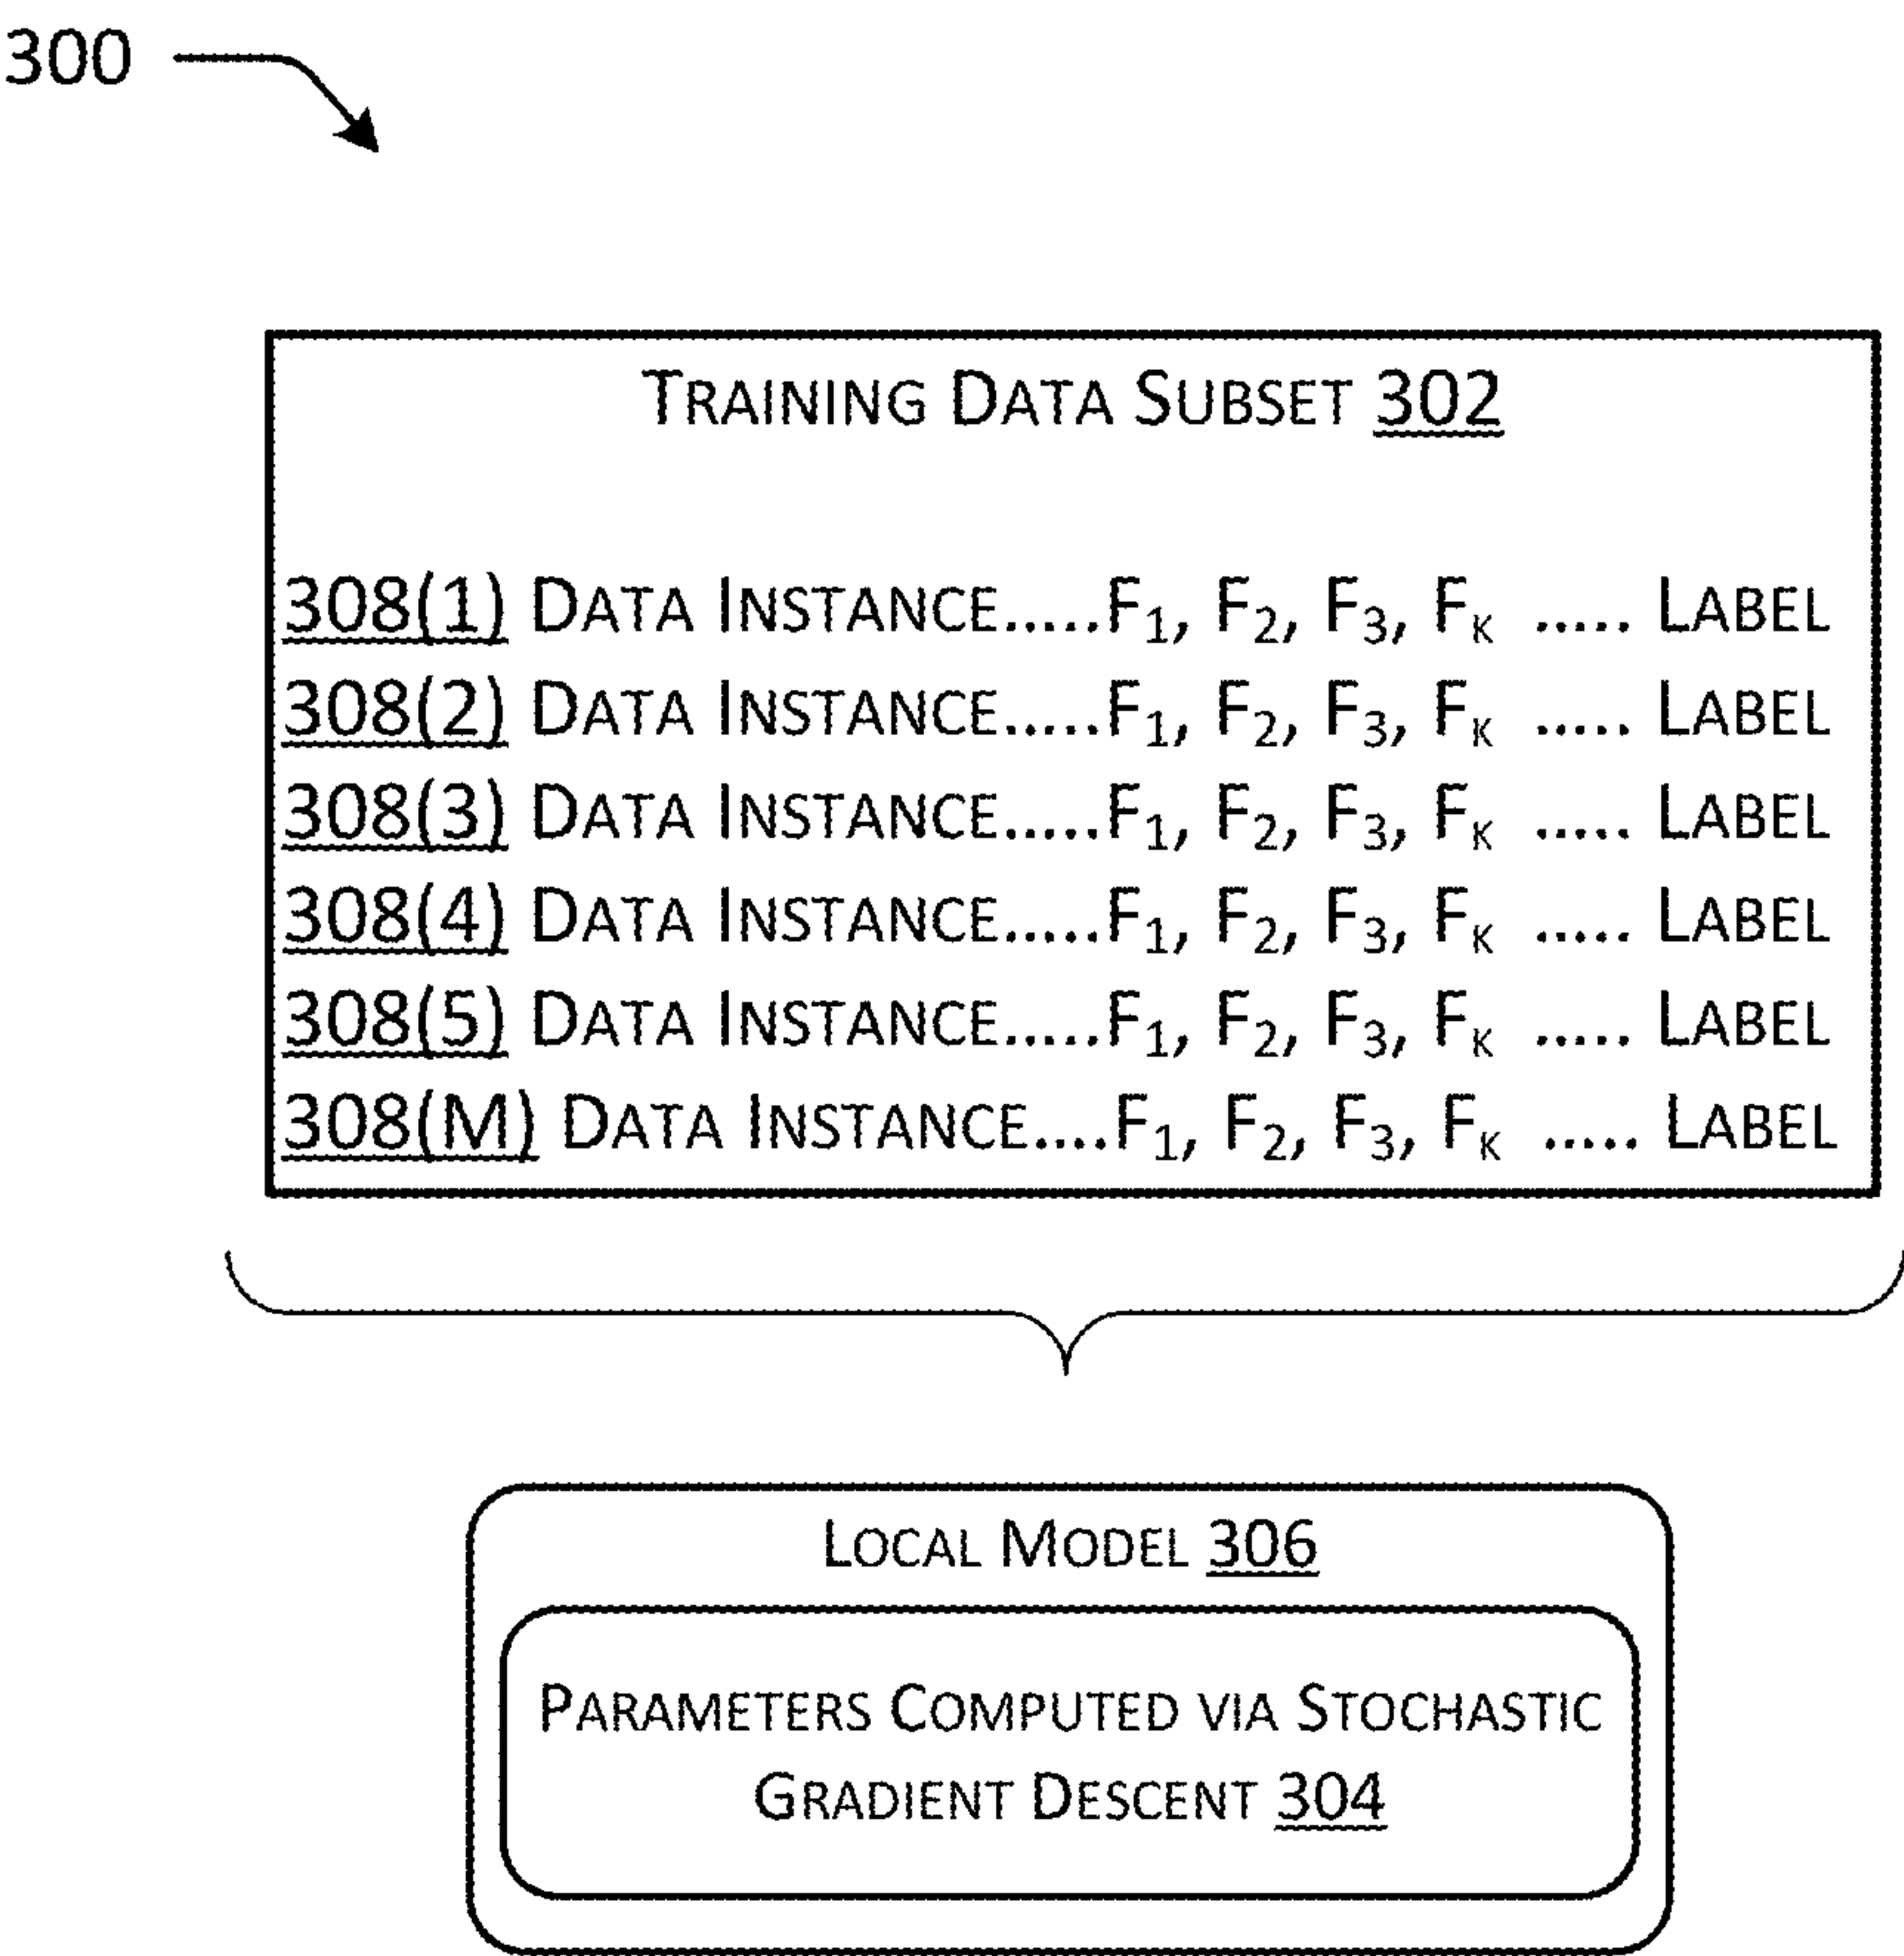 300
TRAINING DATA SUBSET 302
308(1) DATA INSTANCE.....F₁, F₂, F₃, Fₖ ..... LABEL
308(2) DATA INSTANCE.....F₁, F₂, F₃, Fₖ ..... LABEL
308(3) DATA INSTANCE.....F₁, F₂, F₃, Fₖ ..... LABEL
308(4) DATA INSTANCE.....F₁, F₂, F₃, Fₖ ..... LABEL
308(5) DATA INSTANCE.....F₁, F₂, F₃, Fₖ ..... LABEL
308(M) DATA INSTANCE....F₁, F₂, F₃, Fₖ ..... LABEL
LOCAL MODEL 306
PARAMETERS COMPUTED VIA STOCHASTIC
GRADIENT DESCENT 304